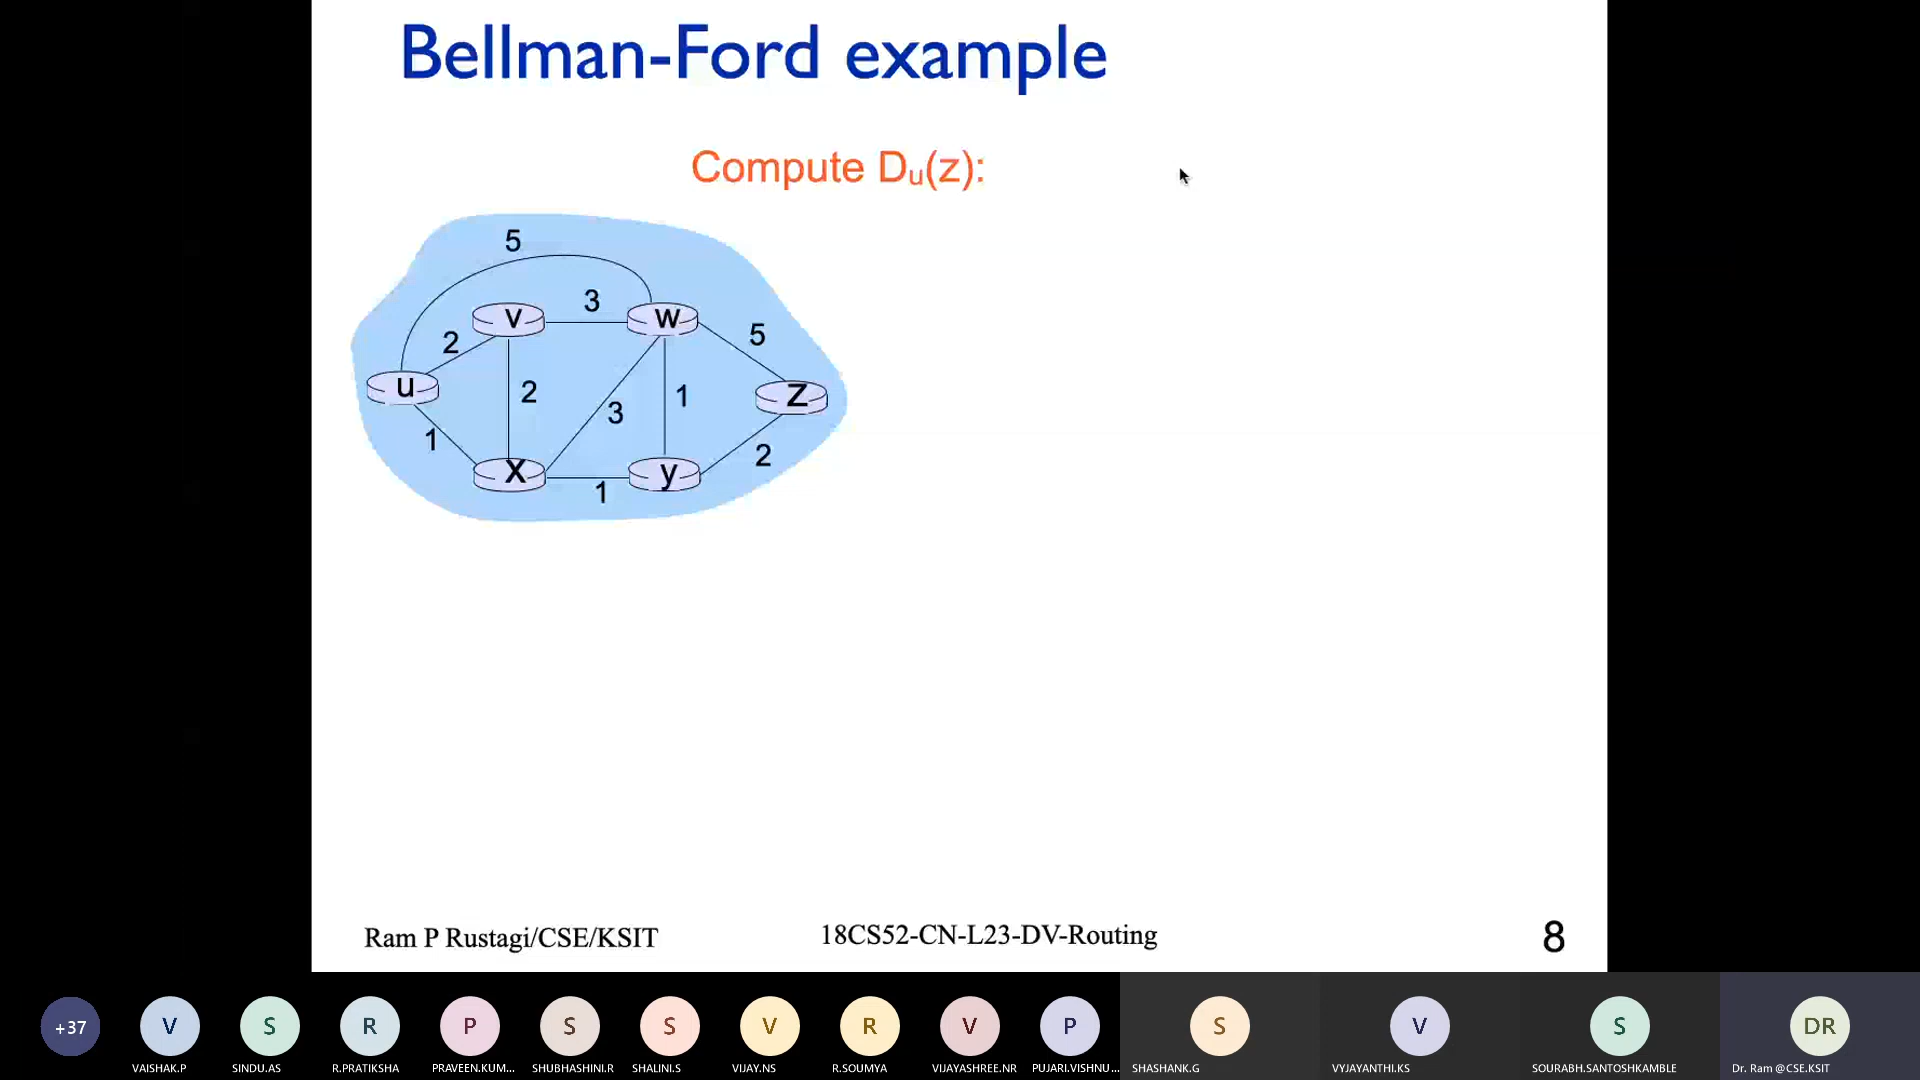 Bellman-Ford example
Compute Du(z):
5
3
v
w
5
2
u
2
3
1
z
1
x
y
2
1
Ram P Rustagi/CSE/KSIT
18CS52-CN-L23-DV-Routing
8
+37
V
S
R
P
S
S
V
R
V
P
S
V
S
DR
VAISHAK.P
SINDU.AS
R.PRATIKSHA
PRAVEEN.KUM...
SHUBHASHINI.R
SHALINI.S
VIJAY.NS
R.SOUMYA
VIJAYASHREE.NR
PUJARI.VISHNU...
SHASHANK.G
VYJAYANTHI.KS
SOURABH.SANTOSHKAMBLE
Dr. Ram @CSE.KSIT